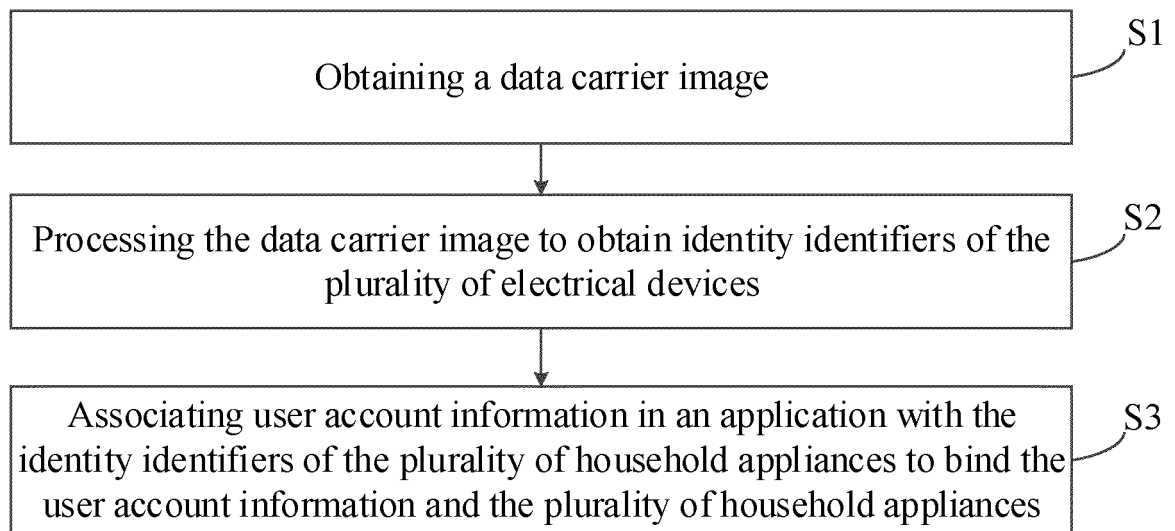 S1
Obtaining a data carrier image
S2
Processing the data carrier image to obtain identity identifiers of the
plurality of electrical devices
S3
Associating user account information in an application with the
identity identifiers of the plurality of household appliances to bind the
user account information and the plurality of household appliances